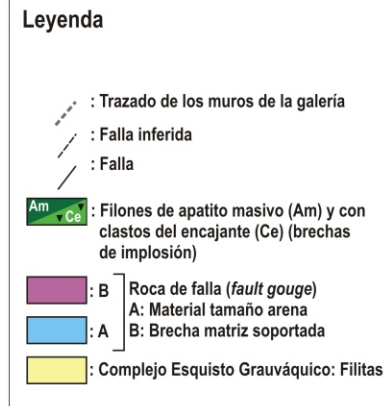 Leyenda
: Trazado de los muros de la galería
: Falla inferida
: Falla
Am Ce : Filones de apatito masivo (Am) y con
clastos del encajante (Ce) (brechas
de implosión)
: B Roca de falla (fault gouge)
A: Material tamaño arena
: A B: Brecha matriz soportada
: Complejo Esquisto Grauváquico: Filitas